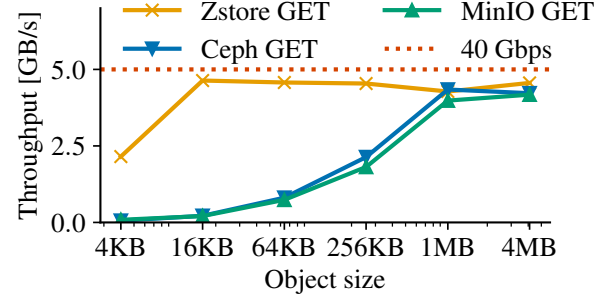 Zstore GET
MinIO GET
Ceph GET
40 Gbps
Throughput [GB/s]
5.0
2.5
0.0
4KB 16KB 64KB 256KB 1MB 4MB
Object size